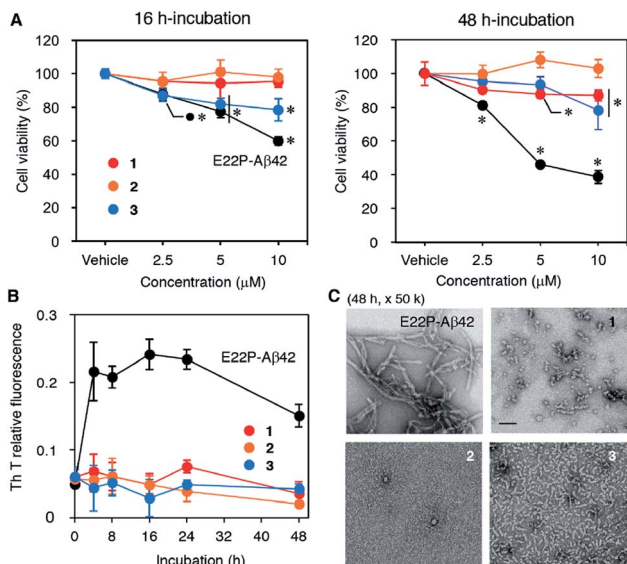 A
16 h-incubation
48 h-incubation
120
100
80
60
40
20
0
Cell viability (%)
* * * * *
E22P-Aβ42
1
2
3
Vehicle 2.5 5 10
Concentration (μM)
120
100
80
60
40
20
0
Cell viability (%)
* * * * *
Vehicle 2.5 5 10
Concentration (μM)
B
0.3
0.2
0.1
0
Th T relative fluorescence
E22P-Aβ42
1
2
3
0 8 16 24 32 40 48
Incubation (h)
C
(48 h, x 50 k)
E22P-Aβ42
1
2
3